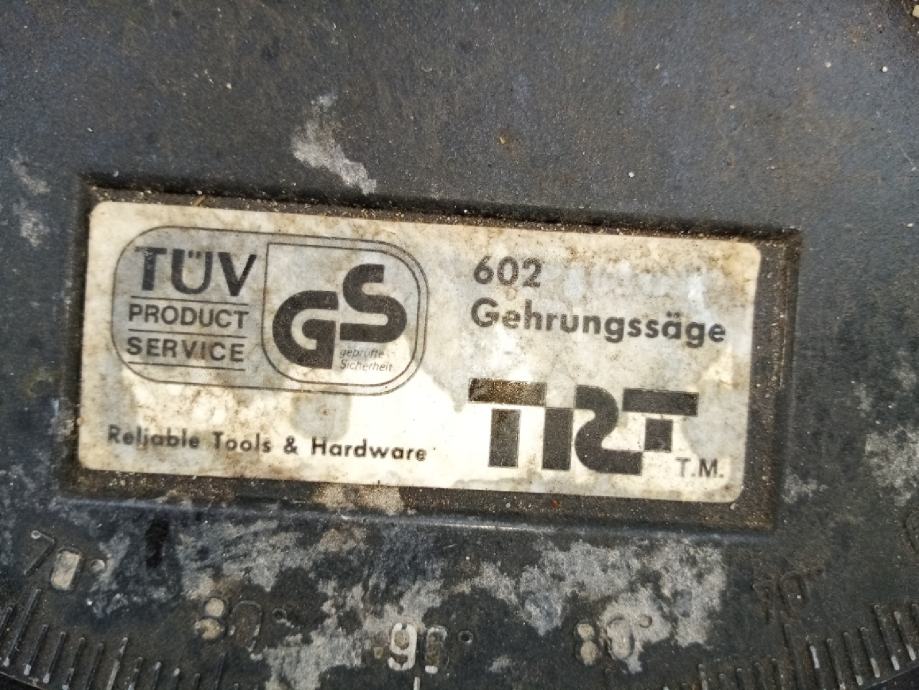 TÜV
PRODUCT
SERVICE
GS
geprüfte
Sicherheit
602
Gehrungssäge
Reliable Tools & Hardware
TRT
T.M.
70°
80°
90°
80°
70°